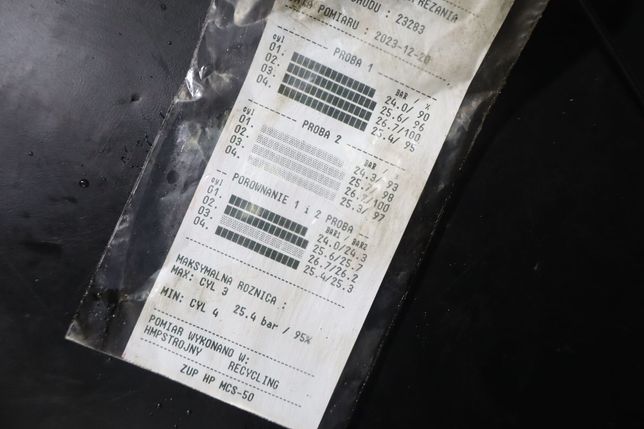 REZANIA
CHODU : 23283
POMIARU : 2023-12-20
PROBA 1
cyl BAR / %
01. 24.0/ 90
02. 25.6/ 96
03. 26.7/100
04. 25.4/ 95
PROBA 2
cyl BAR / %
01. 24.3/ 93
02. 25.7/ 98
03. 26.2/100
04. 25.3/ 97
POROWNANIE 1 i 2 PROBA
cyl BAR1 / BAR2
01. 24.0/24.3
02. 25.6/25.7
03. 26.7/26.2
04. 25.4/25.3
MAKSYMALNA ROZNICA :
MAX: CYL 3
MIN: CYL 4 25.4 bar / 95%
POMIAR WYKONANO W:
HMPSTROJNY RECYCLING
ZUP HP MCS-50